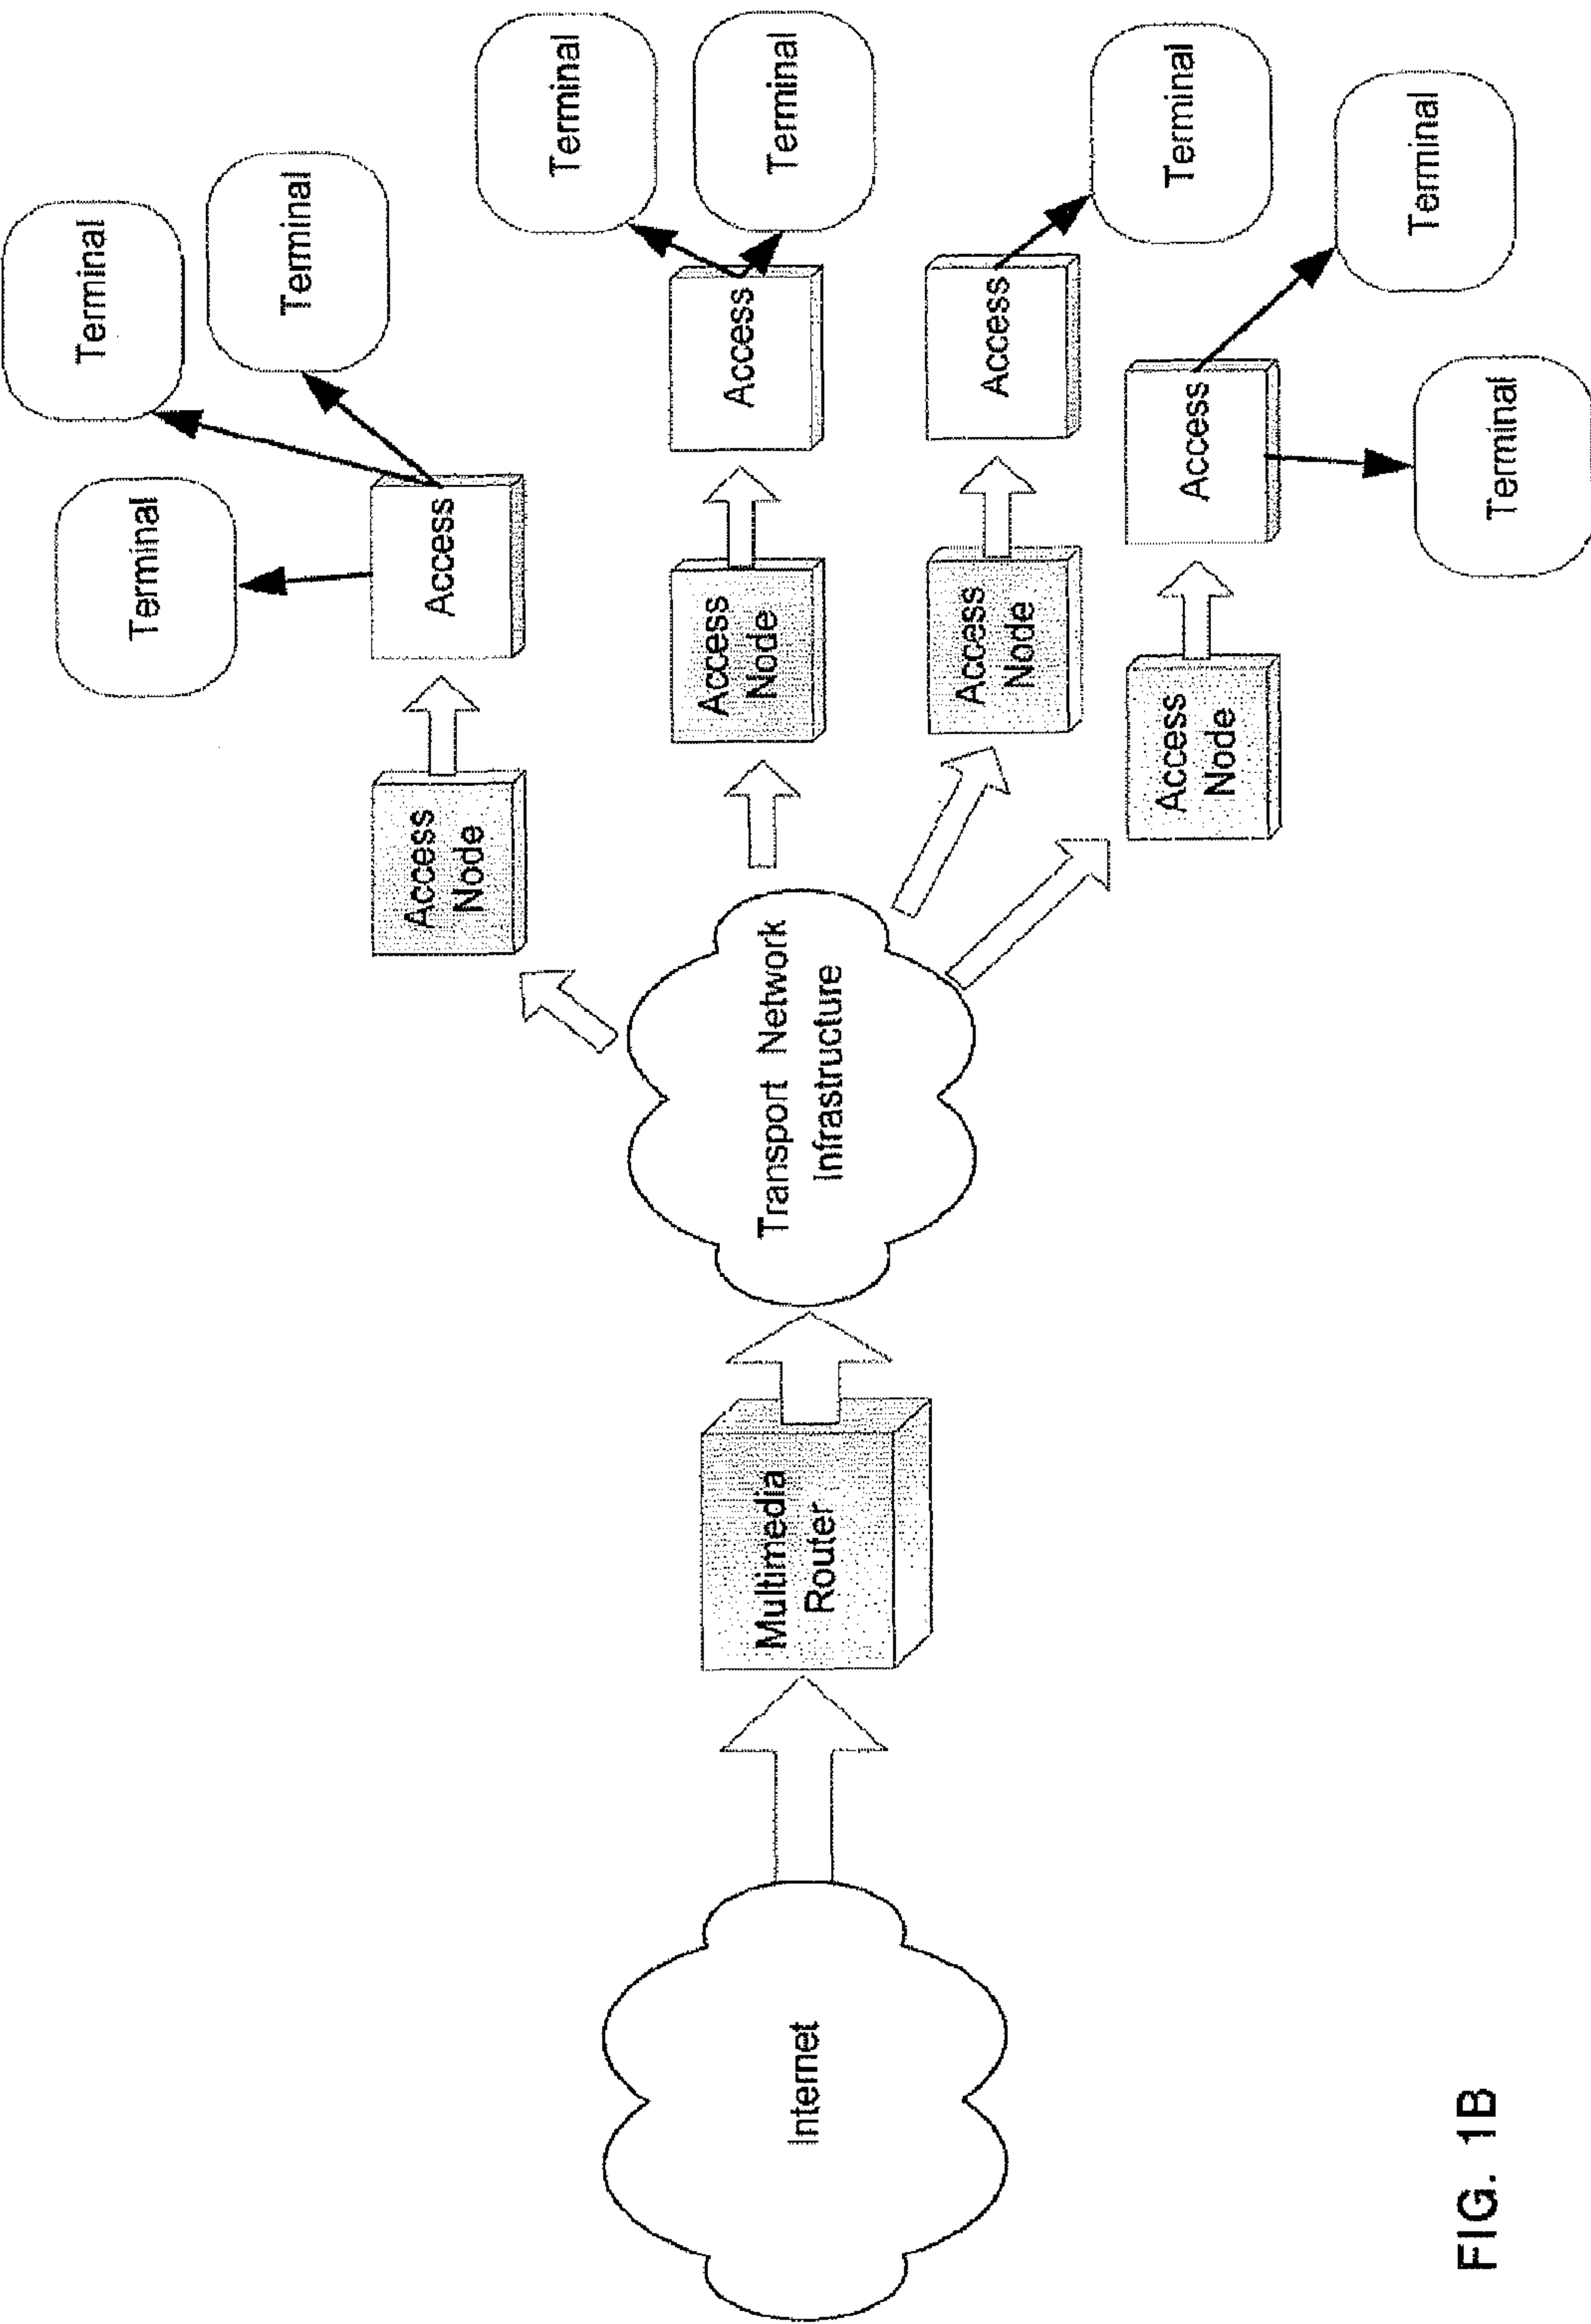 Internet
Multimedia
Router
Transport Network
Infrastructure
Access
Node
Access
Terminal
Terminal
Terminal
Access
Node
Access
Terminal
Terminal
Access
Node
Access
Terminal
Access
Node
Access
Terminal
Terminal
FIG. 1B